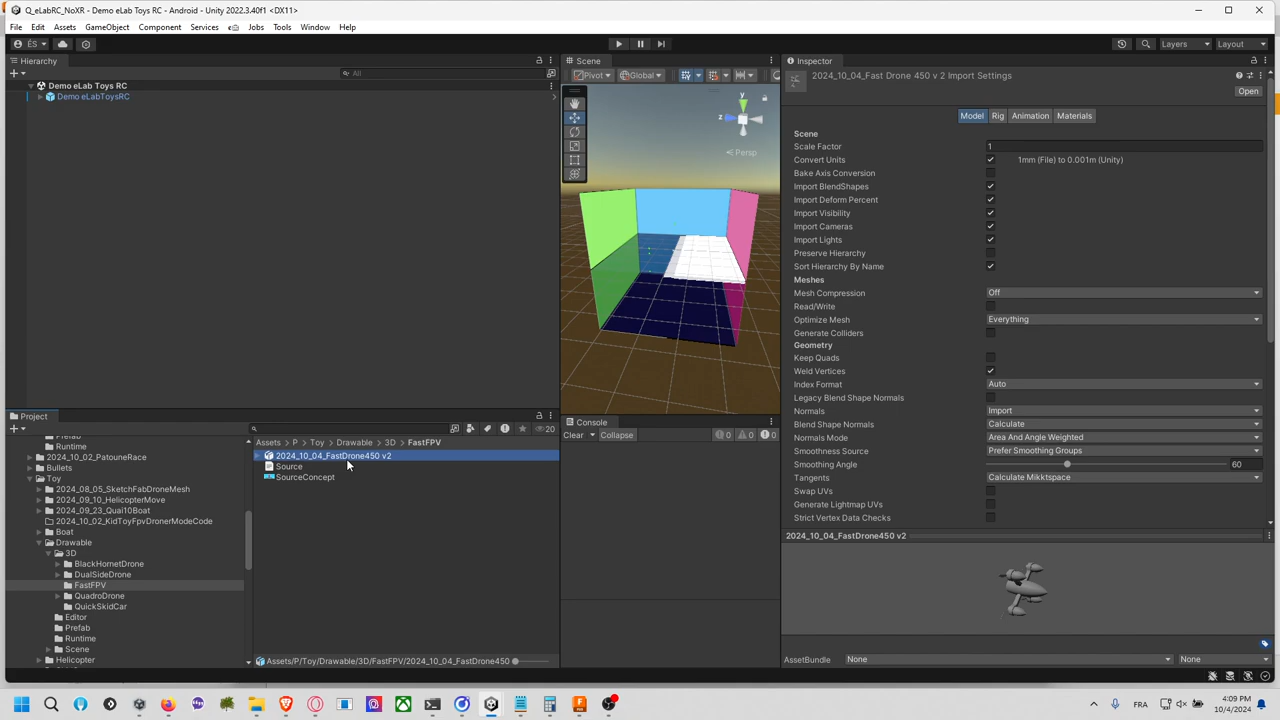 Q_eLabRC_NoXR - Demo eLab Toys RC - Android - Unity 2022.3.40f1 <DX11>
File Edit Assets GameObject Component Services Jobs Tools Window Help
ÉS Layers Layout
Hierarchy
All
Demo eLab Toys RC
Demo eLabToysRC
Scene
Pivot Global
y
z
Persp
Inspector
2024_10_04_Fast Drone 450 v 2 Import Settings
Open
Model Rig Animation Materials
Scene
Scale Factor 1
Convert Units 1mm (File) to 0.001m (Unity)
Bake Axis Conversion
Import BlendShapes
Import Deform Percent
Import Visibility
Import Cameras
Import Lights
Preserve Hierarchy
Sort Hierarchy By Name
Meshes
Mesh Compression Off
Read/Write
Optimize Mesh Everything
Generate Colliders
Geometry
Keep Quads
Weld Vertices
Index Format Auto
Legacy Blend Shape Normals
Normals Import
Blend Shape Normals Calculate
Normals Mode Area And Angle Weighted
Smoothness Source Prefer Smoothing Groups
Smoothing Angle 60
Tangents Calculate Mikktspace
Swap UVs
Generate Lightmap UVs
Strict Vertex Data Checks
2024_10_04_FastDrone450 v2
AssetBundle None None
Project
20
Prefab
Runtime
2024_10_02_PatouneRace
Bullets
Toy
2024_08_05_SketchFabDroneMesh
2024_09_10_HelicopterMove
2024_09_23_Quai10Boat
2024_10_02_KidToyFpvDronerModeCode
Boat
Drawable
3D
BlackHornetDrone
DualSideDrone
FastFPV
QuadroDrone
QuickSkidCar
Editor
Prefab
Runtime
Scene
Helicopter
Assets P Toy Drawable 3D FastFPV
2024_10_04_FastDrone450 v2
Source
SourceConcept
Assets/P/Toy/Drawable/3D/FastFPV/2024_10_04_FastDrone450
Console
Clear Collapse 0 0 0
FRA
4:09 PM
10/4/2024